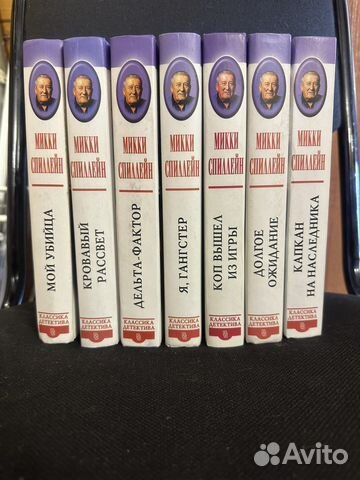 МИККИ
СПИЛЛЕЙН
МОЙ УБИЙЦА
КЛАССИКА
ДЕТЕКТИВА
МИККИ
СПИЛЛЕЙН
КРОВАВЫЙ
РАССВЕТ
КЛАССИКА
ДЕТЕКТИВА
МИККИ
СПИЛЛЕЙН
ДЕЛЬТА-ФАКТОР
КЛАССИКА
ДЕТЕКТИВА
МИККИ
СПИЛЛЕЙН
Я, ГАНГСТЕР
КЛАССИКА
ДЕТЕКТИВА
МИККИ
СПИЛЛЕЙН
КОП ВЫШЕЛ
ИЗ ИГРЫ
КЛАССИКА
ДЕТЕКТИВА
МИККИ
СПИЛЛЕЙН
ДОЛГОЕ
ОЖИДАНИЕ
КЛАССИКА
ДЕТЕКТИВА
МИККИ
СПИЛЛЕЙН
КАПКАН
НА НАСЛЕДНИКА
КЛАССИКА
ДЕТЕКТИВА
Avito